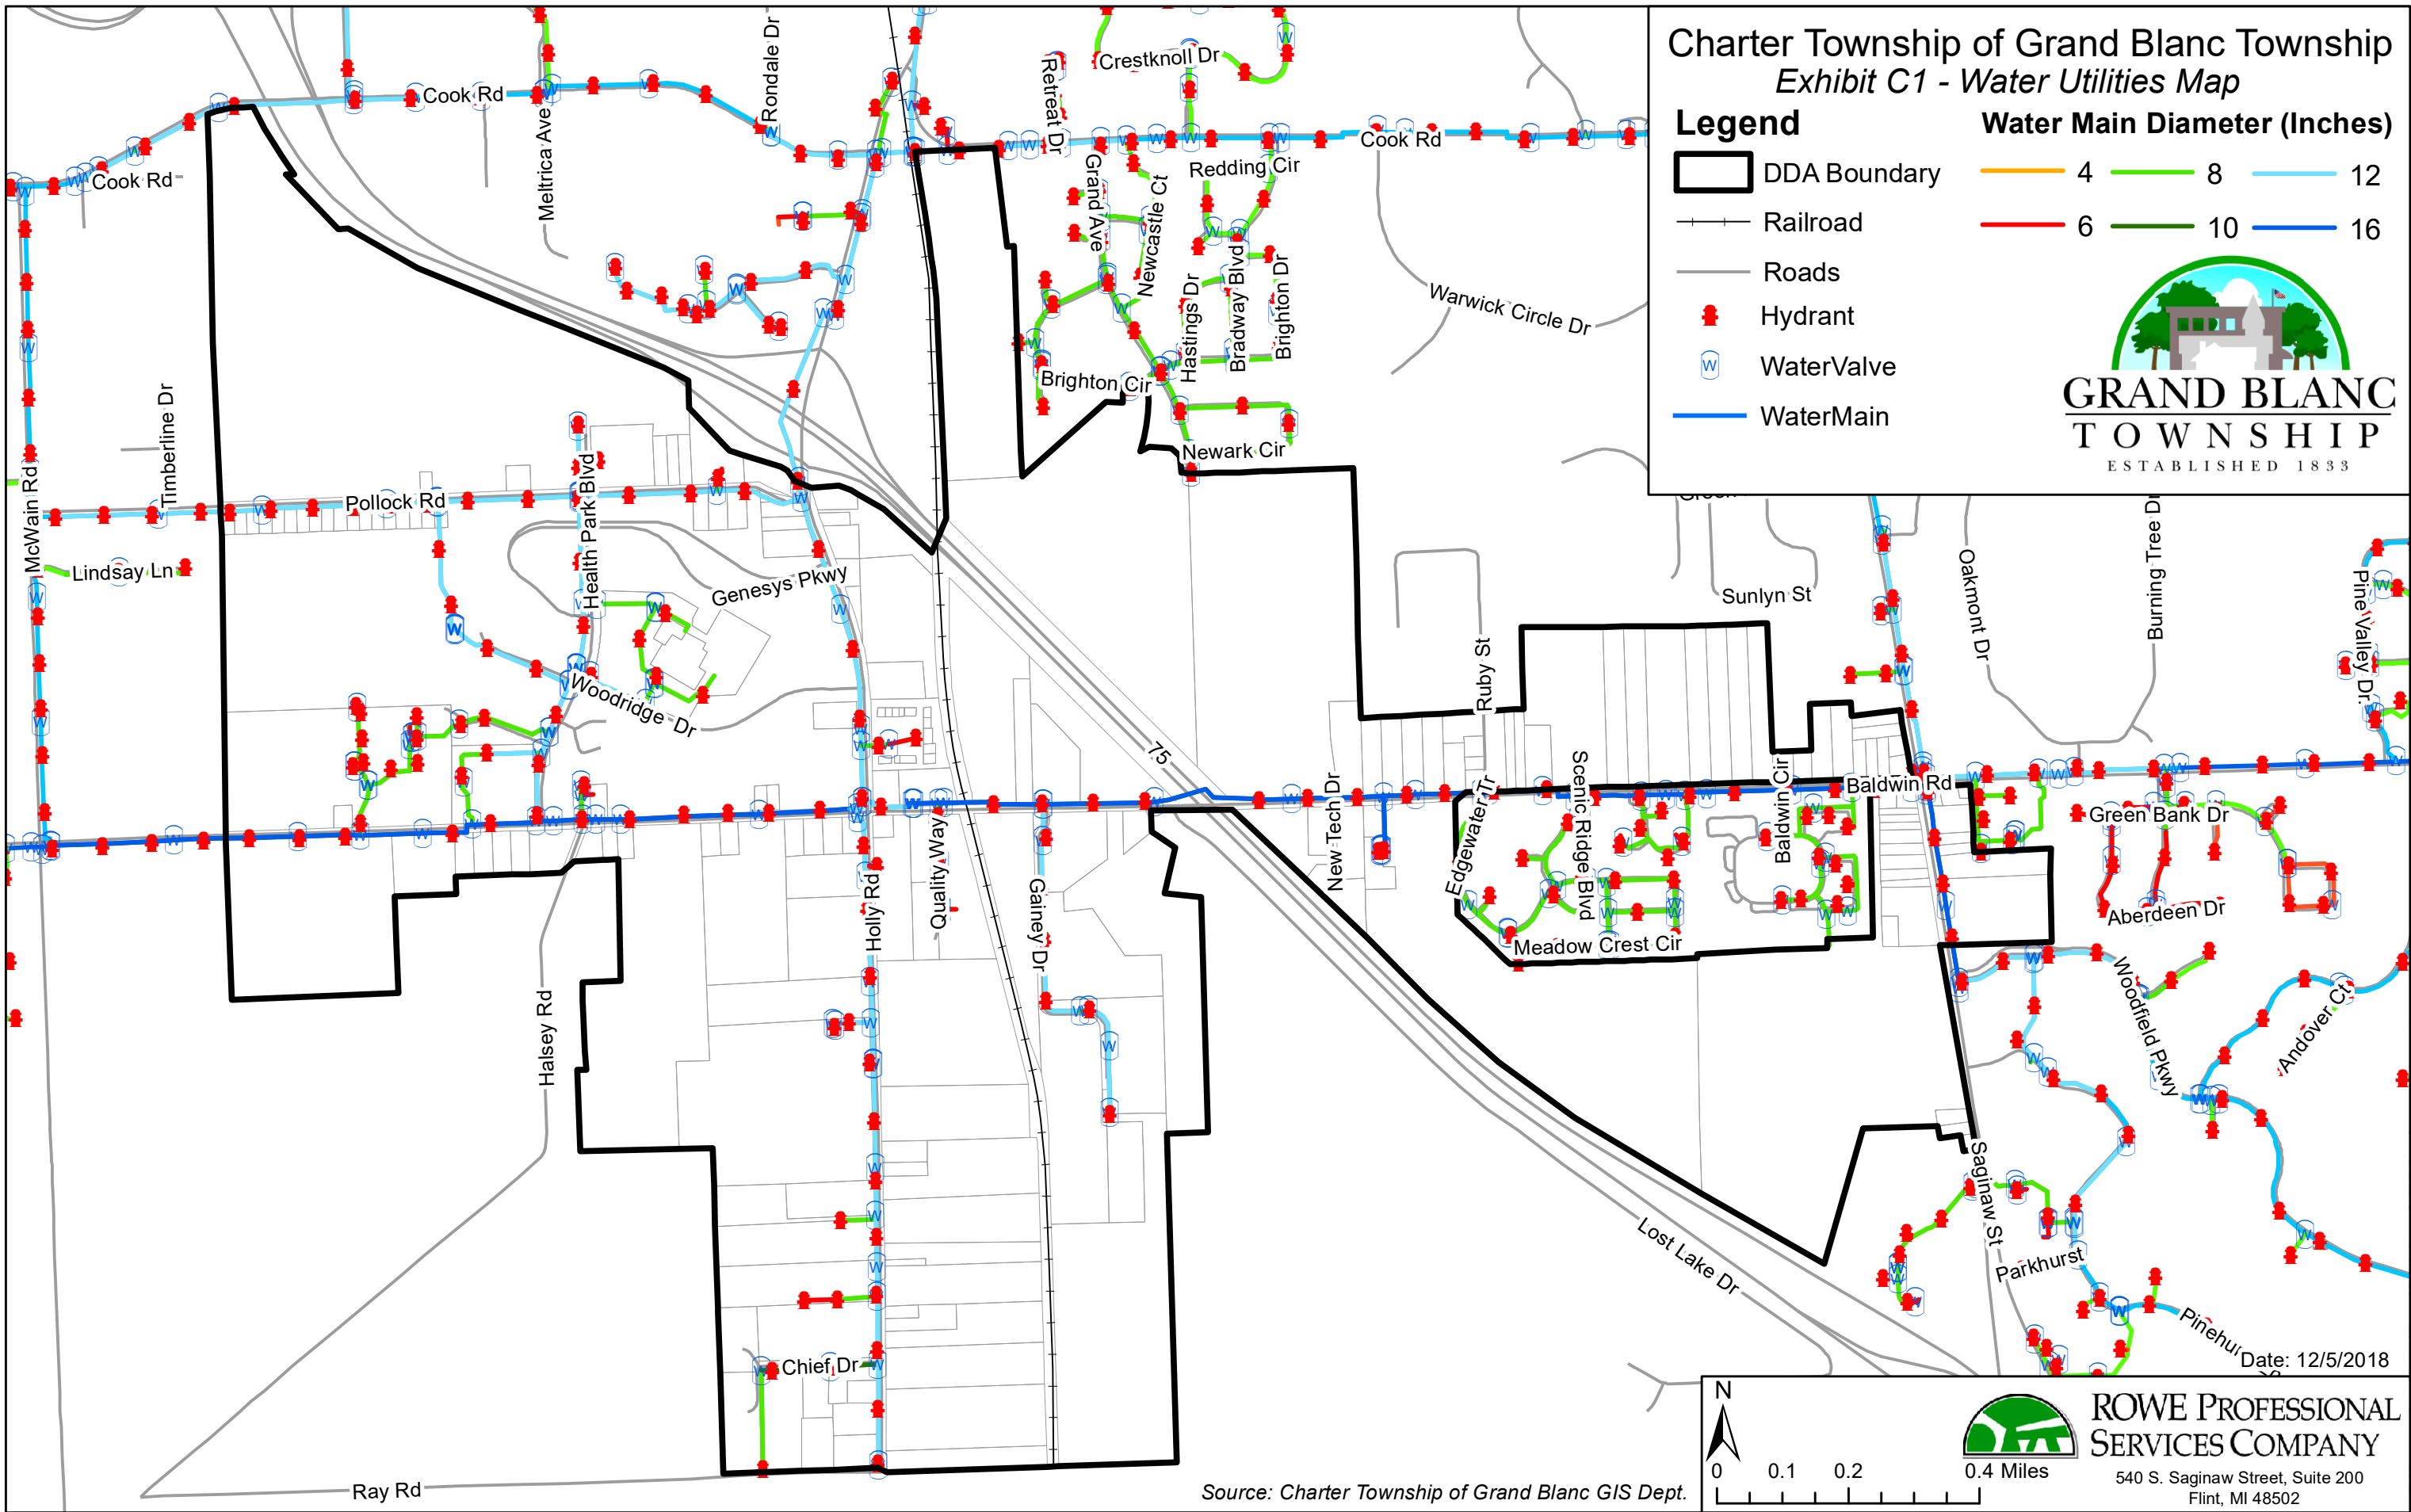 Charter Township of Grand Blanc Township
Exhibit C1 - Water Utilities Map
Legend
DDA Boundary
Railroad
Roads
Hydrant
W WaterValve
WaterMain
Water Main Diameter (Inches)
4 8 12
6 10 16
GRAND BLANC
TOWNSHIP
ESTABLISHED 1833
Rondale Dr
Crestknoll Dr
Retreat Dr
Cook Rd
Meltrica Ave
Cook Rd
Cook Rd
Grand Ave
Newcastle Ct
Redding Cir
Hastings Dr
Bradway Blvd
Brighton Dr
Warwick Circle Dr
Brighton Cir
Newark Cir
Timberline Dr
McWain Rd
Pollock Rd
Health Park Blvd
Lindsay Ln
Genesys Pkwy
Woodridge Dr
Sunlyn St
Oakmont Dr
Burning Tree Dr
Pine Valley Dr.
Ruby St
75
New Tech Dr
Edgewater Tr
Scenic Ridge Blvd
Baldwin Cir
Baldwin Rd
Green Bank Dr
Aberdeen Dr
Meadow Crest Cir
Holly Rd
Quality Way
Gainey Dr
Halsey Rd
Woodfield Pkwy
Andover Ct
Saginaw St
Lost Lake Dr
Parkhurst
Chief Dr
Ray Rd
Date: 12/5/2018
Source: Charter Township of Grand Blanc GIS Dept.
N
0 0.1 0.2 0.4 Miles
ROWE PROFESSIONAL
SERVICES COMPANY
540 S. Saginaw Street, Suite 200
Flint, MI 48502